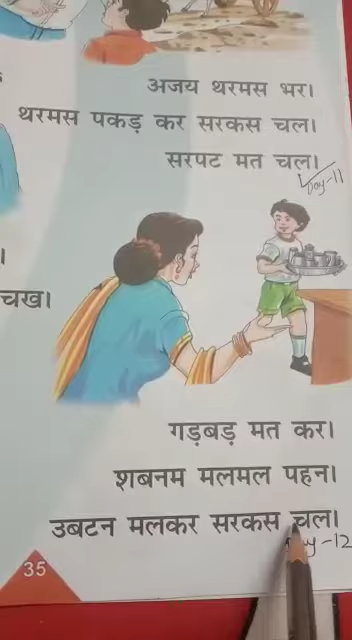 अजय थरमस भर।
थरमस पकड़ कर सरकस चल।
सरपट मत चल।
Day-11
।
चख।
गड़बड़ मत कर।
शबनम मलमल पहन।
उबटन मलकर सरकस चल।
35